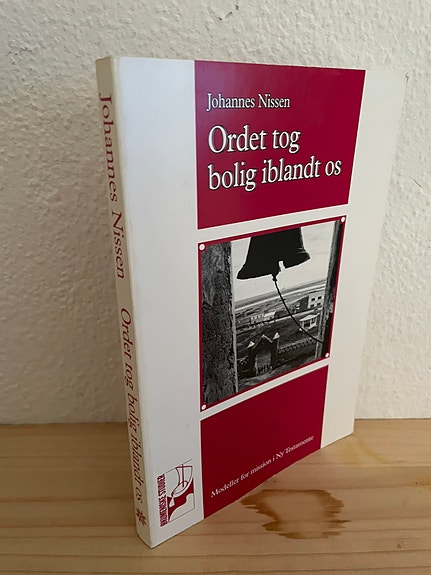 Johannes Nissen
Ordet tog
bolig iblandt os
Modeller for mission i Ny Testamente
Johannes Nissen Ordet tog bolig iblandt os